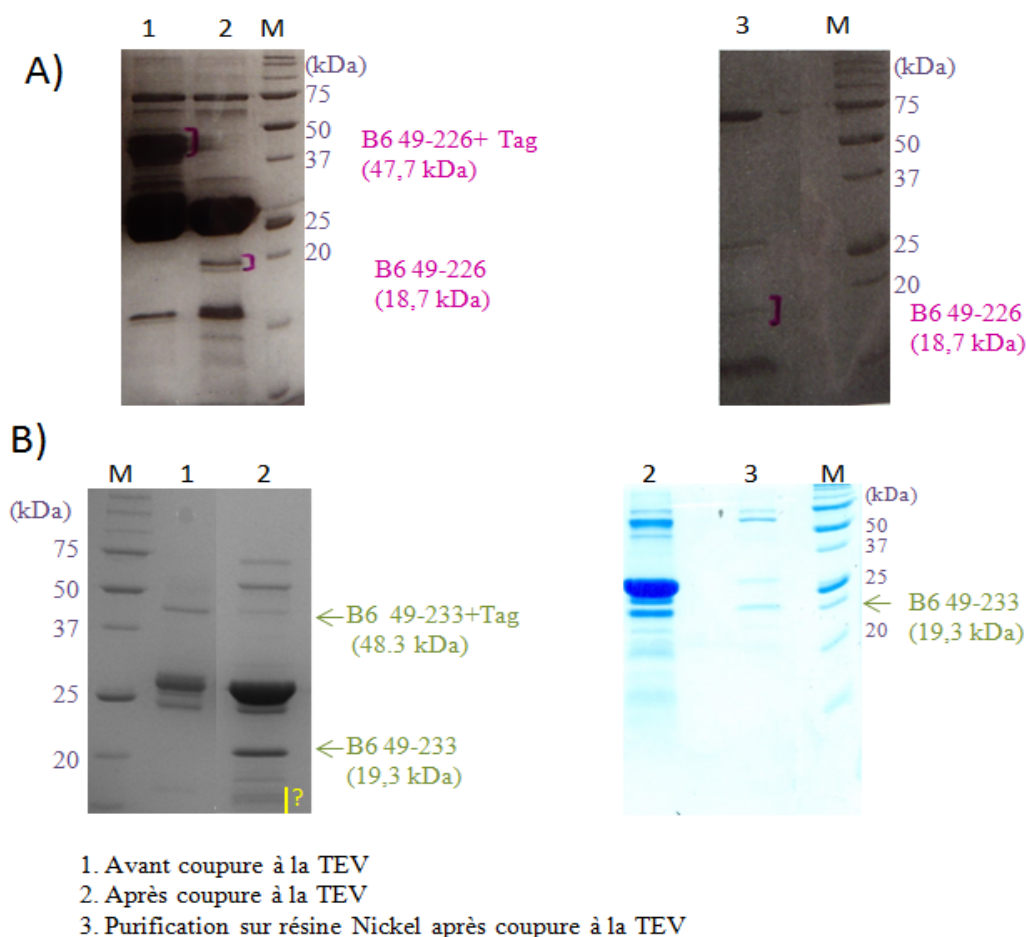 1 2 M
3 M
A)
(kDa)
75
50
37
25
20
B6 49-226+ Tag
(47,7 kDa)
B6 49-226
(18,7 kDa)
(kDa)
75
50
37
25
20
B6 49-226
(18,7 kDa)
B)
M 1 2
(kDa)
75
50
37
25
20
B6 49-233+Tag
(48.3 kDa)
B6 49-233
(19,3 kDa)
?
2 3 M
(kDa)
50
37
25
20
B6 49-233
(19,3 kDa)
1. Avant coupure à la TEV
2. Après coupure à la TEV
3. Purification sur résine Nickel après coupure à la TEV